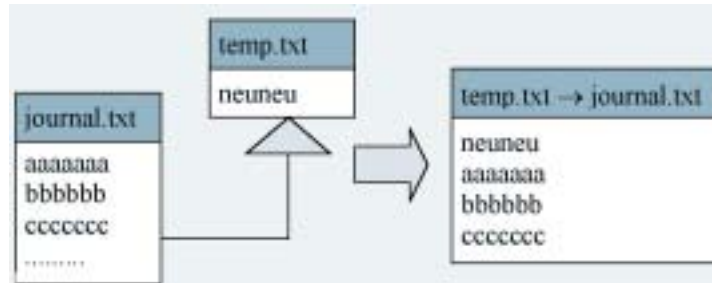 temp.txt
neuneu
journal.txt
aaaaaaa
bbbbbb
ccccccc
.........
temp.txt → journal.txt
neuneu
aaaaaaa
bbbbbb
ccccccc